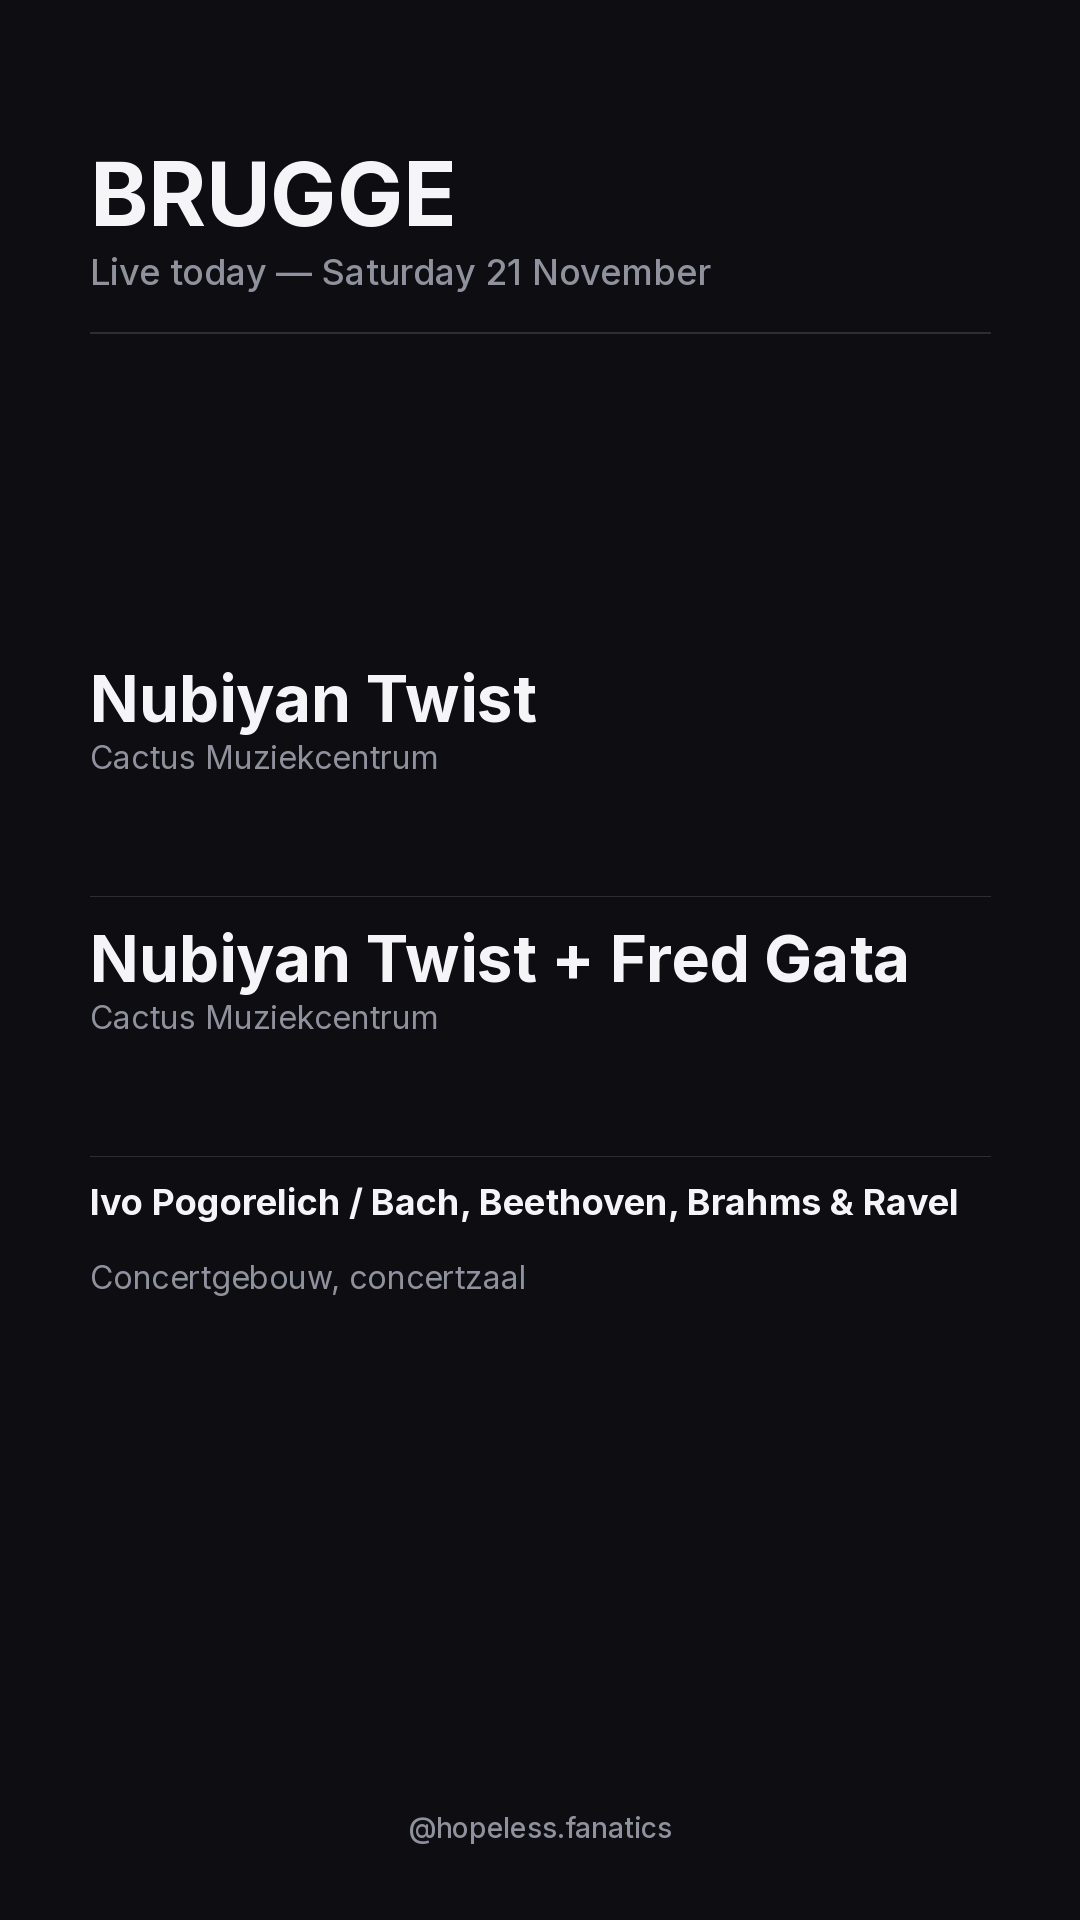 BRUGGE
Live today — Saturday 21 November
Nubiyan Twist
Cactus Muziekcentrum
Nubiyan Twist + Fred Gata
Cactus Muziekcentrum
Ivo Pogorelich / Bach, Beethoven, Brahms & Ravel
Concertgebouw, concertzaal
@hopeless.fanatics